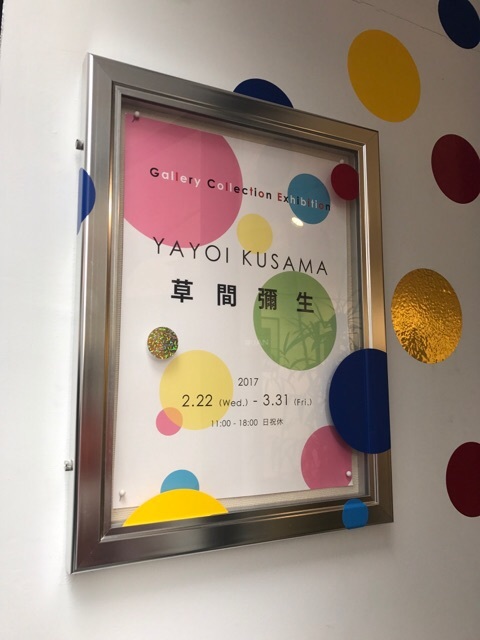 Gallery Collection Exhibition
YAYOI KUSAMA
草間彌生
2017
2.22 (Wed.) - 3.31 (Fri.)
11:00 - 18:00 日祝休